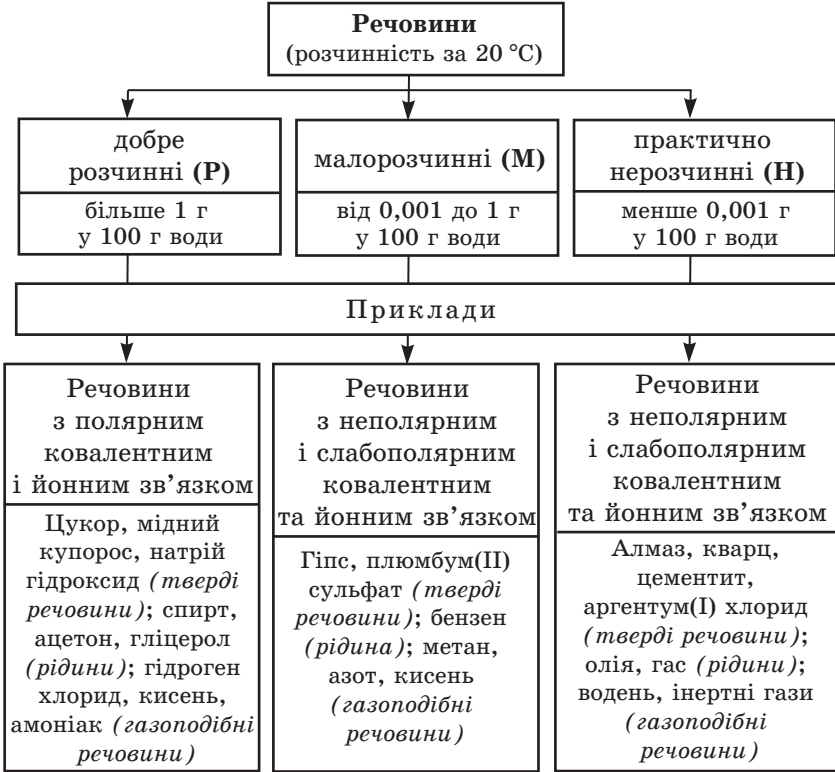 Речовини
(розчинність за 20 °С)
добре
розчинні (Р)
більше 1 г
у 100 г води
малорозчинні (М)
від 0,001 до 1 г
у 100 г води
практично
нерозчинні (Н)
менше 0,001 г
у 100 г води
Приклади
Речовини
з полярним
ковалентним
і йонним зв'язком
Цукор, мідний
купорос, натрій
гідроксид (тверді
речовини); спирт,
ацетон, гліцерол
(рідини); гідроген
хлорид, кисень,
амоніак (газоподібні
речовини)
Речовини
з неполярним
і слабополярним
ковалентним
та йонним зв'язком
Гіпс, плюмбум(ІІ)
сульфат (тверді
речовини); бензен
(рідина); метан,
азот, кисень
(газоподібні
речовини)
Речовини
з неполярним
і слабополярним
ковалентним
та йонним зв'язком
Алмаз, кварц,
цементит,
аргентум(І) хлорид
(тверді речовини);
олія, гас (рідини);
водень, інертні гази
(газоподібні
речовини)